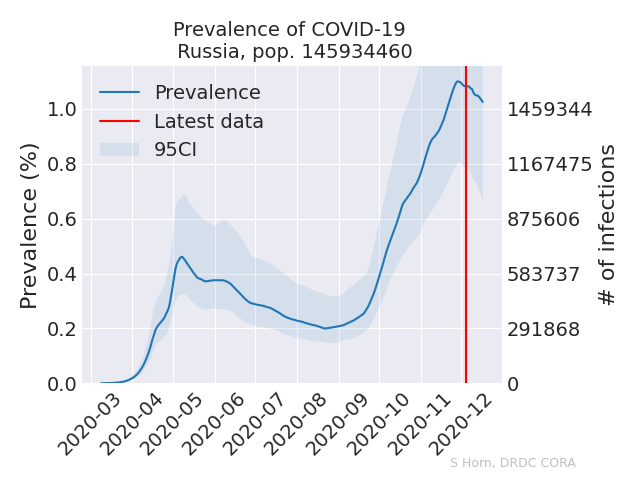 Prevalence of COVID-19
Russia, pop. 145934460
Prevalence
Latest data
95CI
Prevalence (%)
1.0
0.8
0.6
0.4
0.2
0.0
1459344
1167475
875606
583737
291868
0
# of infections
2020-03
2020-04
2020-05
2020-06
2020-07
2020-08
2020-09
2020-10
2020-11
2020-12
S Horn, DRDC CORA